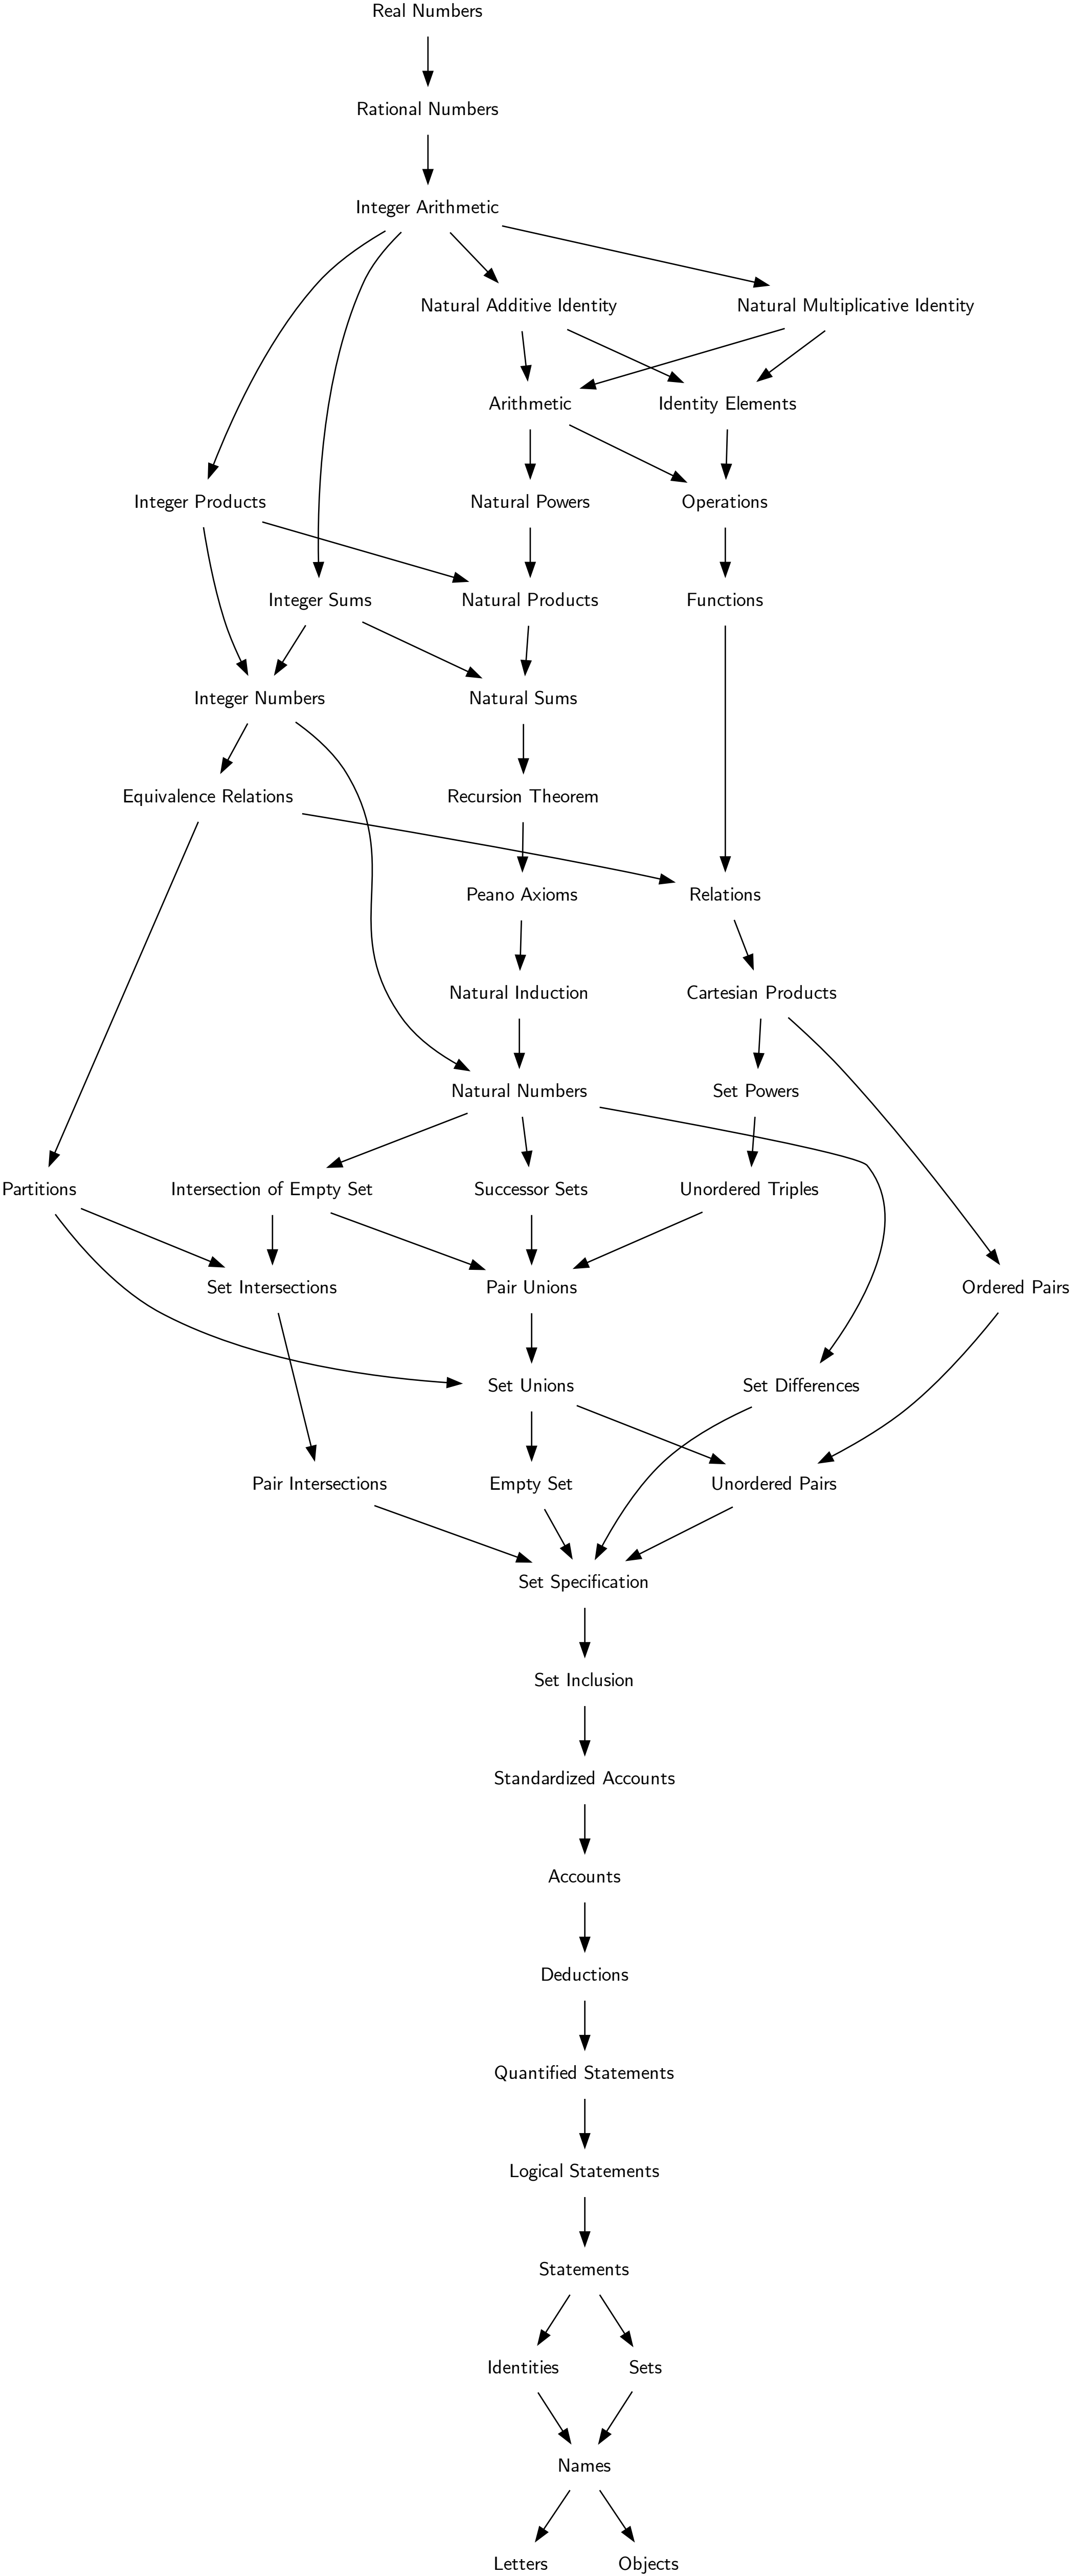 Real Numbers
Rational Numbers
Integer Arithmetic
Natural Additive Identity
Natural Multiplicative Identity
Arithmetic
Identity Elements
Integer Products
Natural Powers
Operations
Integer Sums
Natural Products
Functions
Integer Numbers
Natural Sums
Equivalence Relations
Recursion Theorem
Peano Axioms
Relations
Natural Induction
Cartesian Products
Natural Numbers
Set Powers
Partitions
Intersection of Empty Set
Successor Sets
Unordered Triples
Set Intersections
Pair Unions
Ordered Pairs
Set Unions
Set Differences
Pair Intersections
Empty Set
Unordered Pairs
Set Specification
Set Inclusion
Standardized Accounts
Accounts
Deductions
Quantified Statements
Logical Statements
Statements
Identities
Sets
Names
Letters
Objects